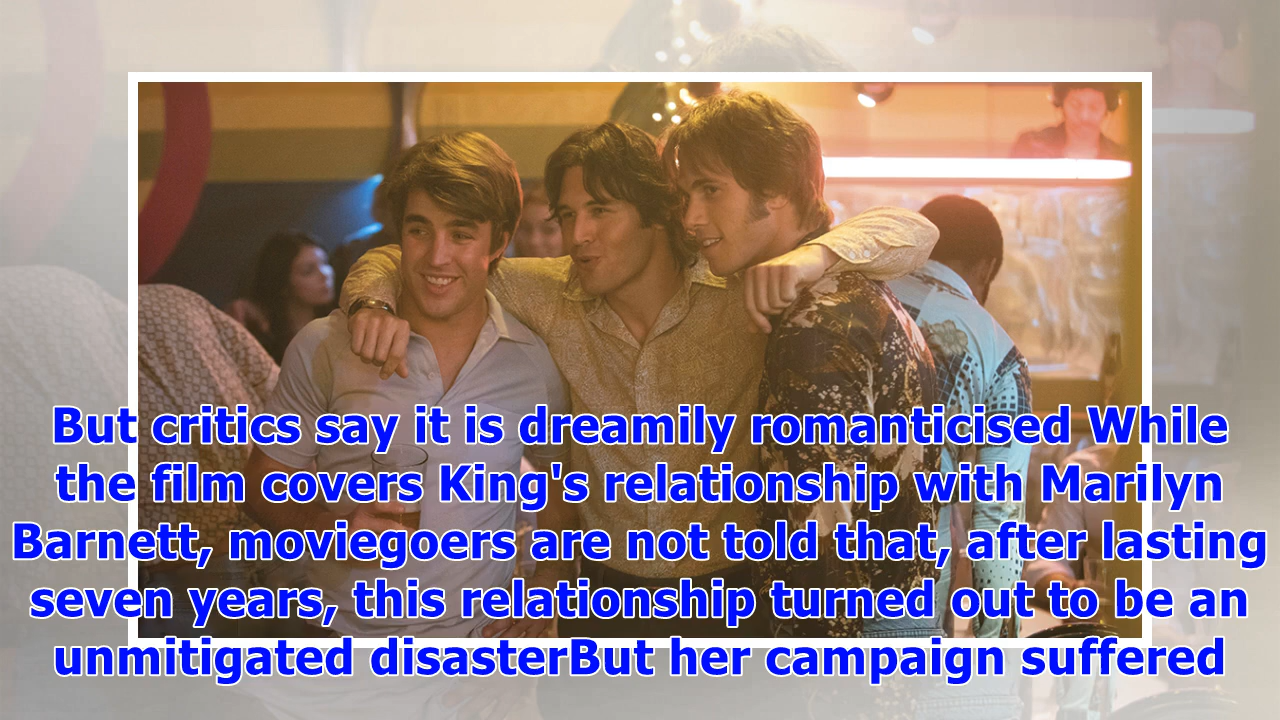 But critics say it is dreamily romanticised While
the film covers King's relationship with Marilyn
Barnett, moviegoers are not told that, after lasting
seven years, this relationship turned out to be an
unmitigated disasterBut her campaign suffered